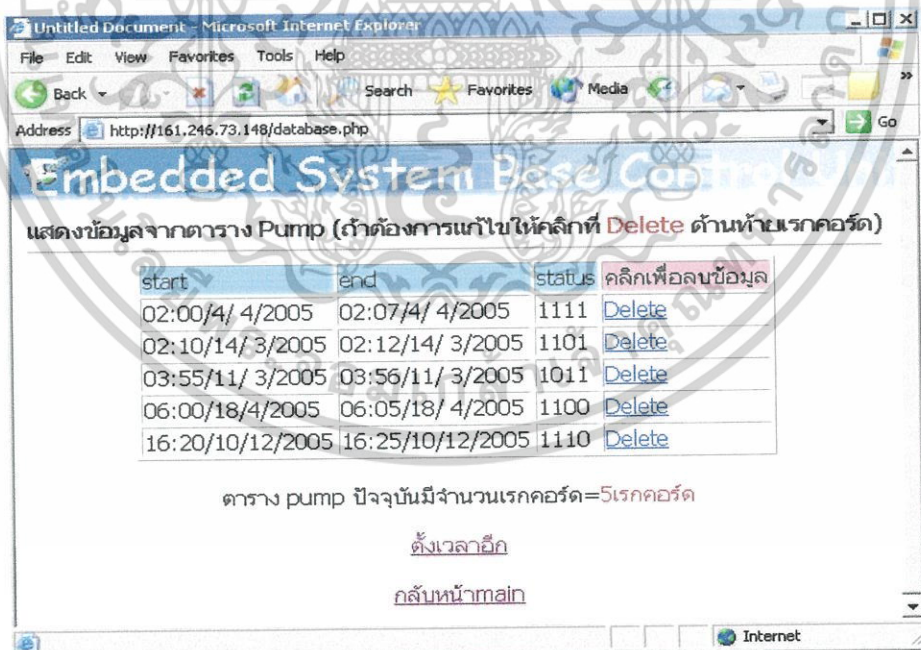 Untitled Document - Microsoft Internet Explorer
File Edit View Favorites Tools Help
Back Search Favorites Media »
Address http://161.246.73.148/database.php Go
Embedded System Base Control
แสดงข้อมูลจากตาราง Pump (ถ้าต้องการแก้ไขให้คลิกที่ Delete ด้านท้ายเรกคอร์ด)
start end status คลิกเพื่อลบข้อมูล
02:00/4/ 4/2005 02:07/4/ 4/2005 1111 Delete
02:10/14/ 3/2005 02:12/14/ 3/2005 1101 Delete
03:55/11/ 3/2005 03:56/11/ 3/2005 1011 Delete
06:00/18/4/2005 06:05/18/ 4/2005 1100 Delete
16:20/10/12/2005 16:25/10/12/2005 1110 Delete
ตาราง pump ปัจจุบันมีจำนวนเรกคอร์ด=5เรกคอร์ด
ตั้งเวลาอีก
กลับหน้าmain
Internet